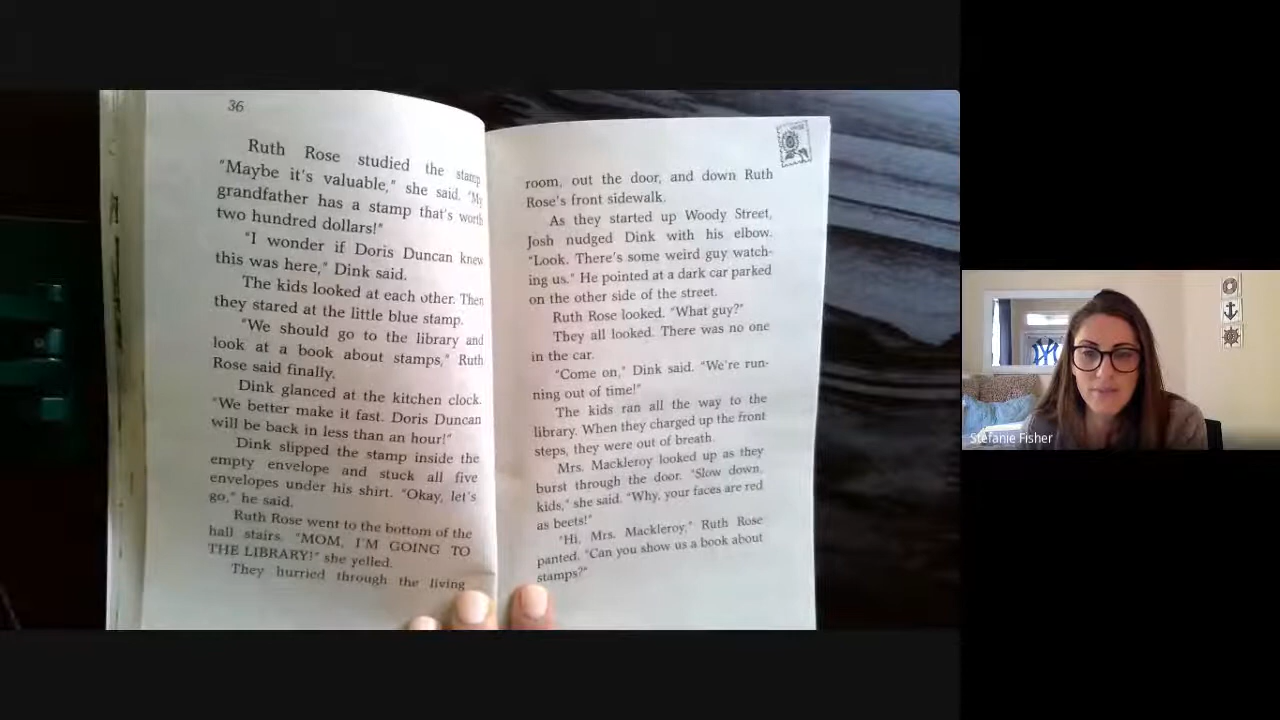 36
Ruth Rose studied the stamp
"Maybe it's valuable," she said. "My
grandfather has a stamp that's worth
two hundred dollars!"
"I wonder if Doris Duncan knew
this was here," Dink said.
The kids looked at each other. Then
they stared at the little blue stamp.
"We should go to the library and
look at a book about stamps," Ruth
Rose said finally.
Dink glanced at the kitchen clock.
"We better make it fast. Doris Duncan
will be back in less than an hour!"
Dink slipped the stamp inside the
empty envelope and stuck all five
envelopes under his shirt. "Okay, let's
go," he said.
Ruth Rose went to the bottom of the
hall stairs. "MOM, I'M GOING TO
THE LIBRARY!" she yelled.
They hurried through the living
room, out the door, and down Ruth
Rose's front sidewalk.
As they started up Woody Street,
Josh nudged Dink with his elbow.
"Look. There's some weird guy watch-
ing us." He pointed at a dark car parked
on the other side of the street.
Ruth Rose looked. "What guy?"
They all looked. There was no one
in the car.
"Come on," Dink said. "We're run-
ning out of time!"
The kids ran all the way to the
library. When they charged up the front
steps, they were out of breath.
Mrs. Mackleroy looked up as they
burst through the door. "Slow down,
kids," she said. "Why, your faces are red
as beets!"
"Hi, Mrs. Mackleroy," Ruth Rose
panted. "Can you show us a book about
stamps?"
Stefanie Fisher